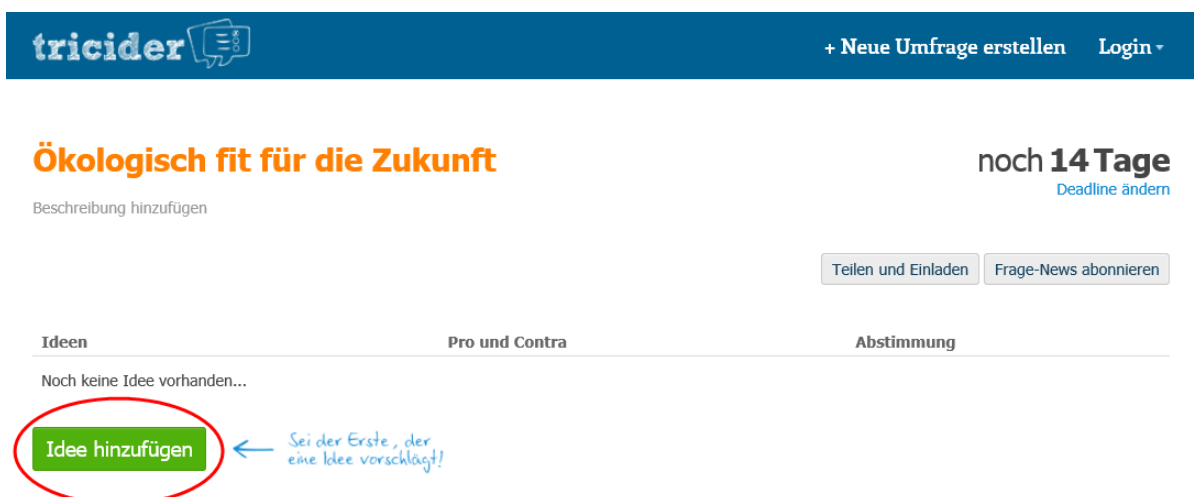 tricider
+ Neue Umfrage erstellen Login
Ökologisch fit für die Zukunft
noch 14 Tage
Deadline ändern
Beschreibung hinzufügen
Teilen und Einladen Frage-News abonnieren
Ideen Pro und Contra Abstimmung
Noch keine Idee vorhanden...
Idee hinzufügen
Sei der Erste, der
eine Idee vorschlägt!